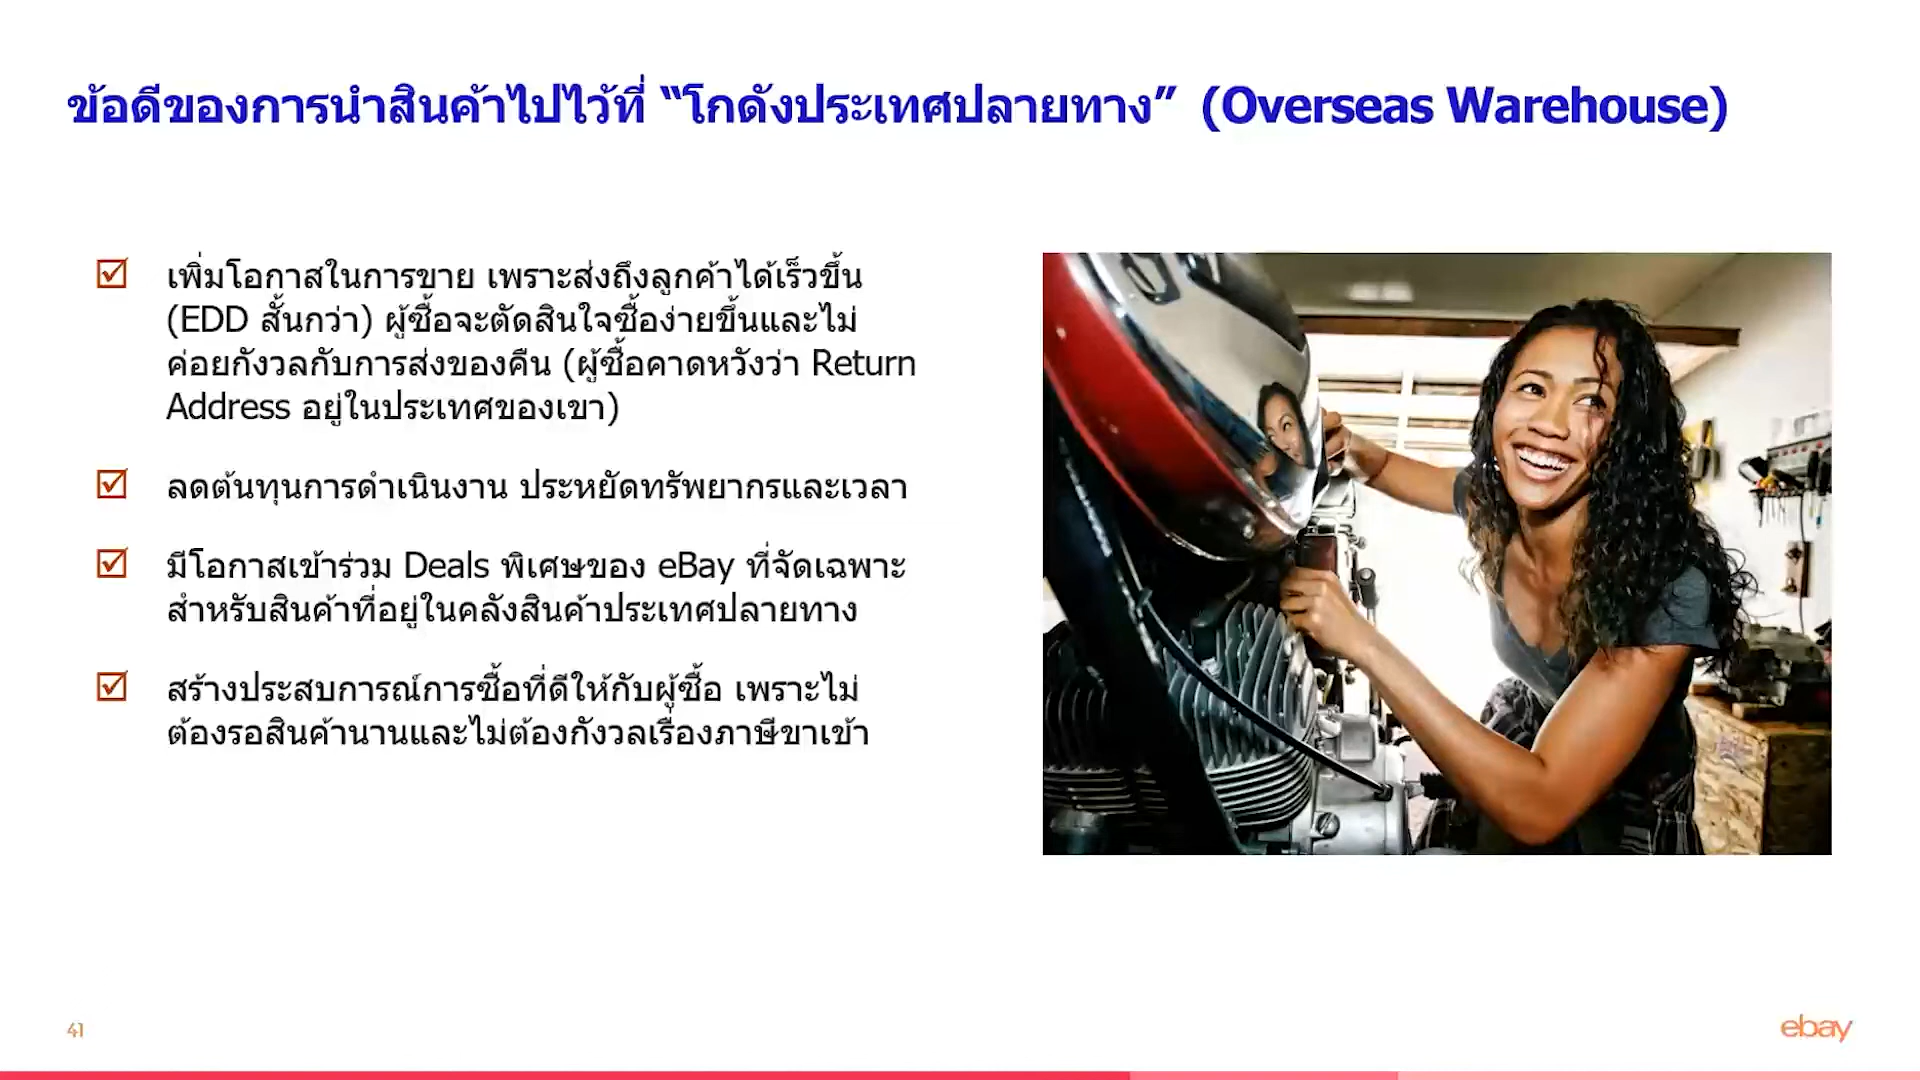 ข้อดีของการนำสินค้าไปไว้ที่ “โกดังประเทศปลายทาง” (Overseas Warehouse)
เพิ่มโอกาสในการขาย เพราะส่งถึงลูกค้าได้เร็วขึ้น
(EDD สั้นกว่า) ผู้ซื้อจะตัดสินใจซื้อง่ายขึ้นและไม่
ค่อยกังวลกับการส่งของคืน (ผู้ซื้อคาดหวังว่า Return
Address อยู่ในประเทศของเขา)
ลดต้นทุนการดำเนินงาน ประหยัดทรัพยากรและเวลา
มีโอกาสเข้าร่วม Deals พิเศษของ eBay ที่จัดเฉพาะ
สำหรับสินค้าที่อยู่ในคลังสินค้าประเทศปลายทาง
สร้างประสบการณ์การซื้อที่ดีให้กับผู้ซื้อ เพราะไม่
ต้องรอสินค้านานและไม่ต้องกังวลเรื่องภาษีขาเข้า
41
ebay